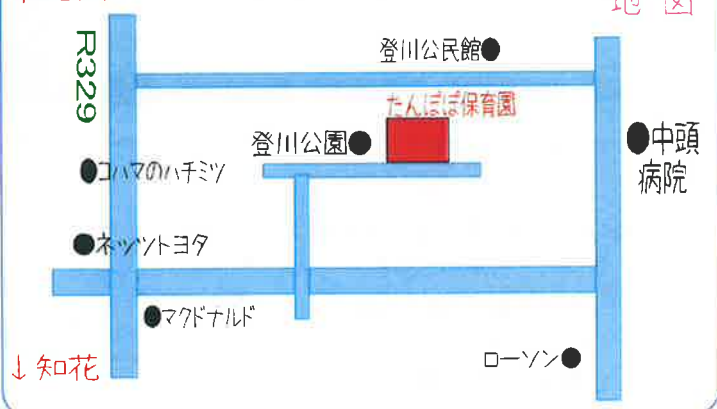 地図
R329
登川公民館
たんぽぽ保育園
登川公園
中頭
病院
コハマのハチミツ
ネッツトヨタ
マクドナルド
ローソン
↓知花